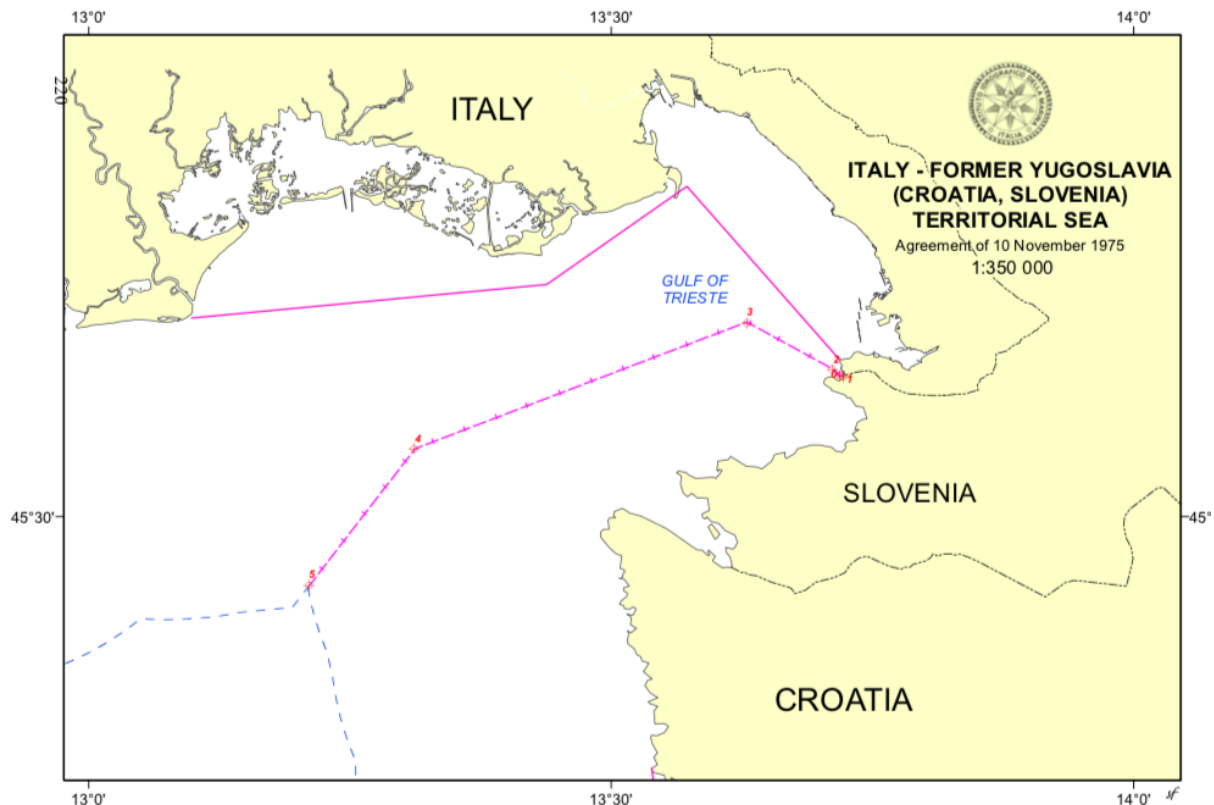 13°0'
13°30'
14°0'
220
ITALY
ITALIA
ITALY - FORMER YUGOSLAVIA
(CROATIA, SLOVENIA)
TERRITORIAL SEA
Agreement of 10 November 1975
1:350 000
GULF OF
TRIESTE
3
2
1
4
SLOVENIA
45°30'
45°
5
CROATIA
13°0'
13°30'
14°0'
sf